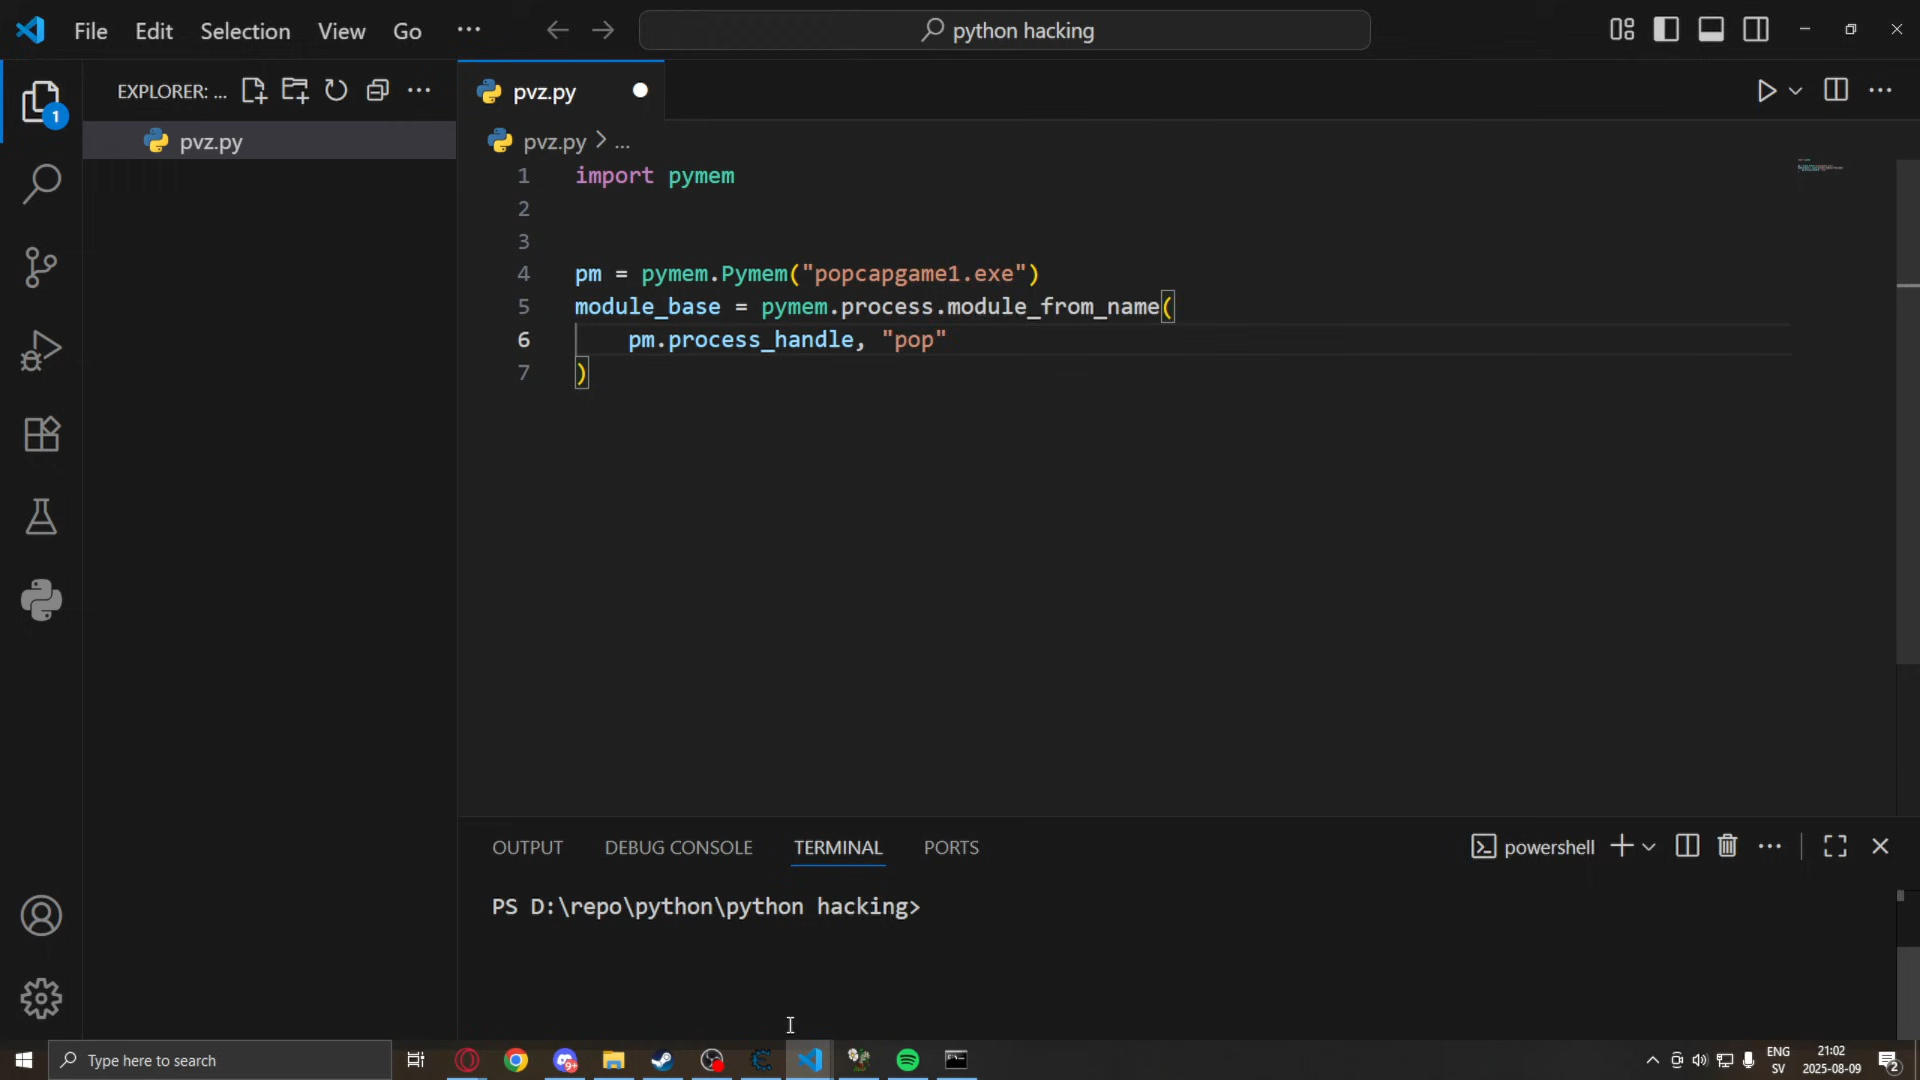 File Edit Selection View Go ...
python hacking
EXPLORER: ...
pvz.py
1
pvz.py
pvz.py > ...
1 import pymem
2
3
4 pm = pymem.Pymem("popcapgame1.exe")
5 module_base = pymem.process.module_from_name(
6 pm.process_handle, "pop"
7 )
OUTPUT DEBUG CONSOLE TERMINAL PORTS
powershell
PS D:\repo\python\python hacking>
Type here to search
9+
ENG
SV
21:02
2025-08-09
2